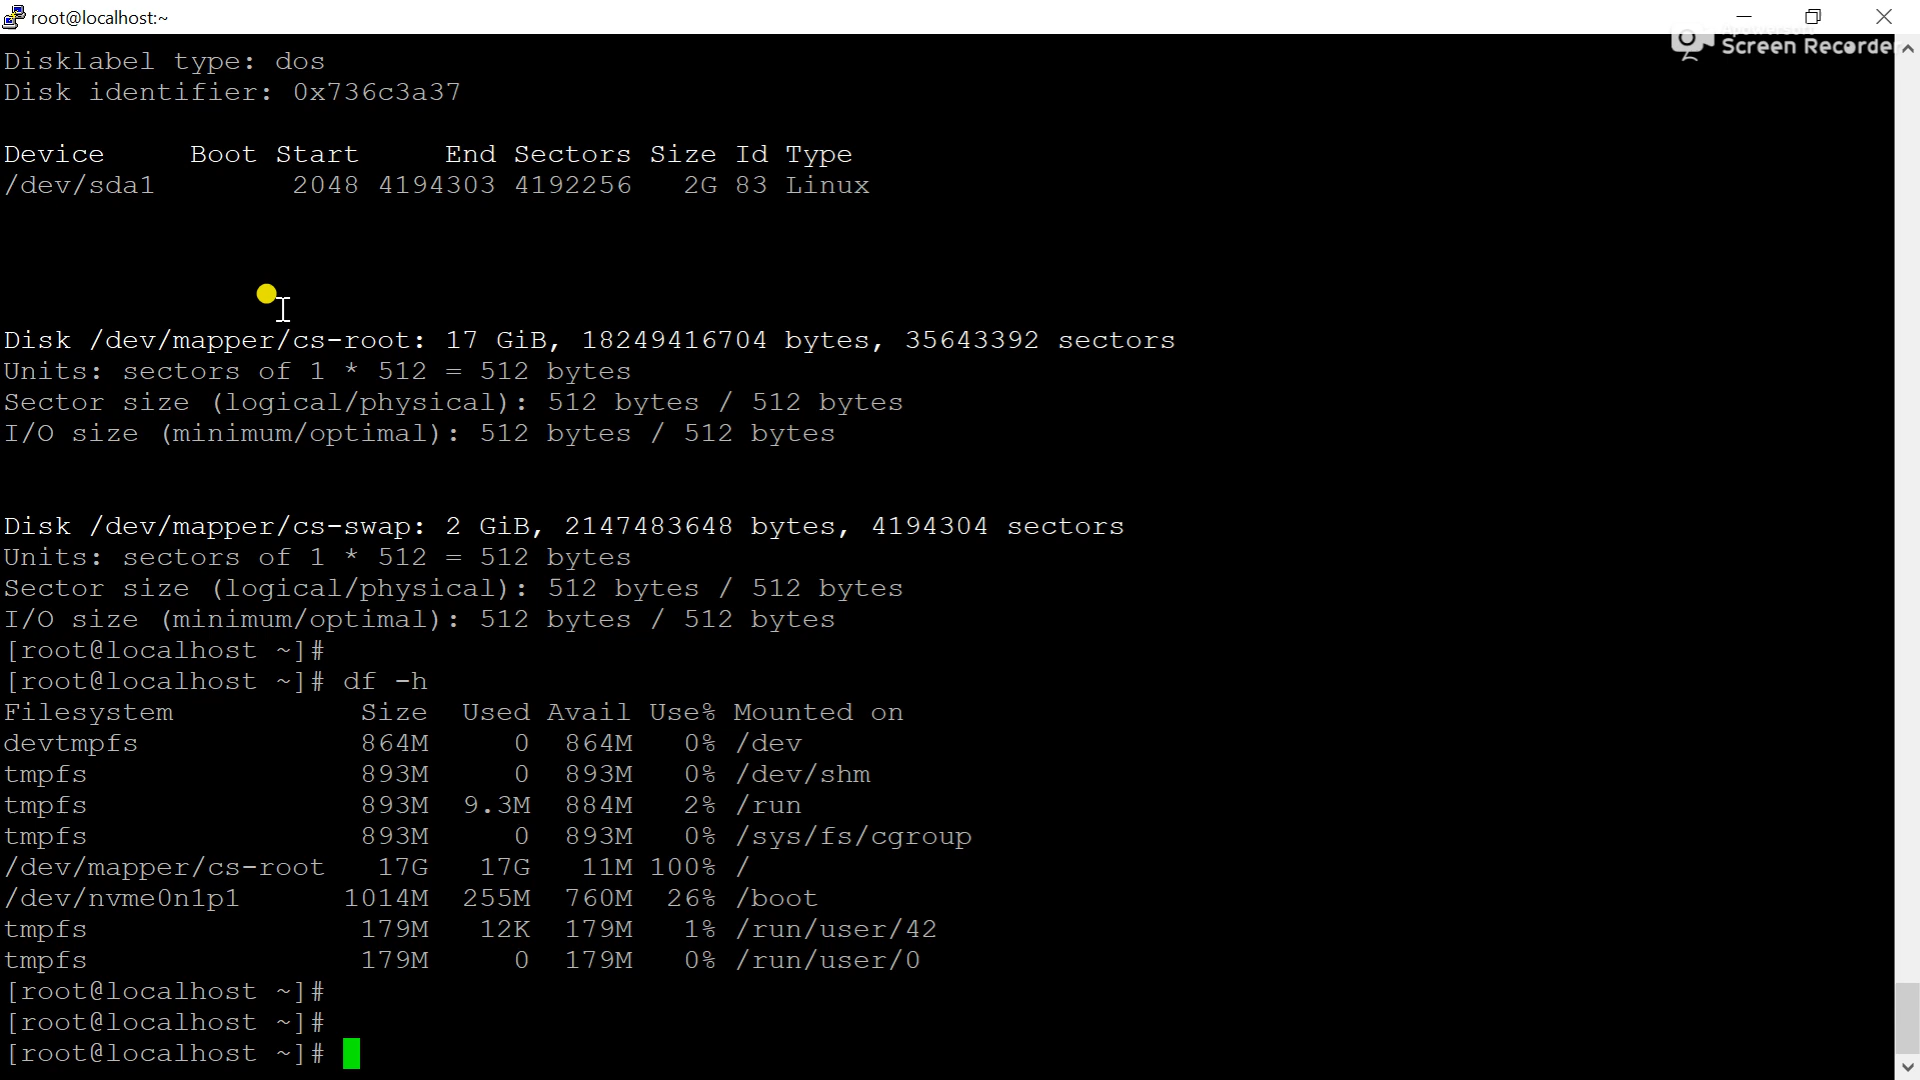 root@localhost:~
Screen Recorder
Disklabel type: dos
Disk identifier: 0x736c3a37
Device     Boot Start     End Sectors Size Id Type
/dev/sda1        2048 4194303 4192256   2G 83 Linux
Disk /dev/mapper/cs-root: 17 GiB, 18249416704 bytes, 35643392 sectors
Units: sectors of 1 * 512 = 512 bytes
Sector size (logical/physical): 512 bytes / 512 bytes
I/O size (minimum/optimal): 512 bytes / 512 bytes
Disk /dev/mapper/cs-swap: 2 GiB, 2147483648 bytes, 4194304 sectors
Units: sectors of 1 * 512 = 512 bytes
Sector size (logical/physical): 512 bytes / 512 bytes
I/O size (minimum/optimal): 512 bytes / 512 bytes
[root@localhost ~]#
[root@localhost ~]# df -h
Filesystem           Size  Used Avail Use% Mounted on
devtmpfs             864M     0  864M   0% /dev
tmpfs                893M     0  893M   0% /dev/shm
tmpfs                893M  9.3M  884M   2% /run
tmpfs                893M     0  893M   0% /sys/fs/cgroup
/dev/mapper/cs-root   17G   17G   11M 100% /
/dev/nvme0n1p1      1014M  255M  760M  26% /boot
tmpfs                179M   12K  179M   1% /run/user/42
tmpfs                179M     0  179M   0% /run/user/0
[root@localhost ~]#
[root@localhost ~]#
[root@localhost ~]#